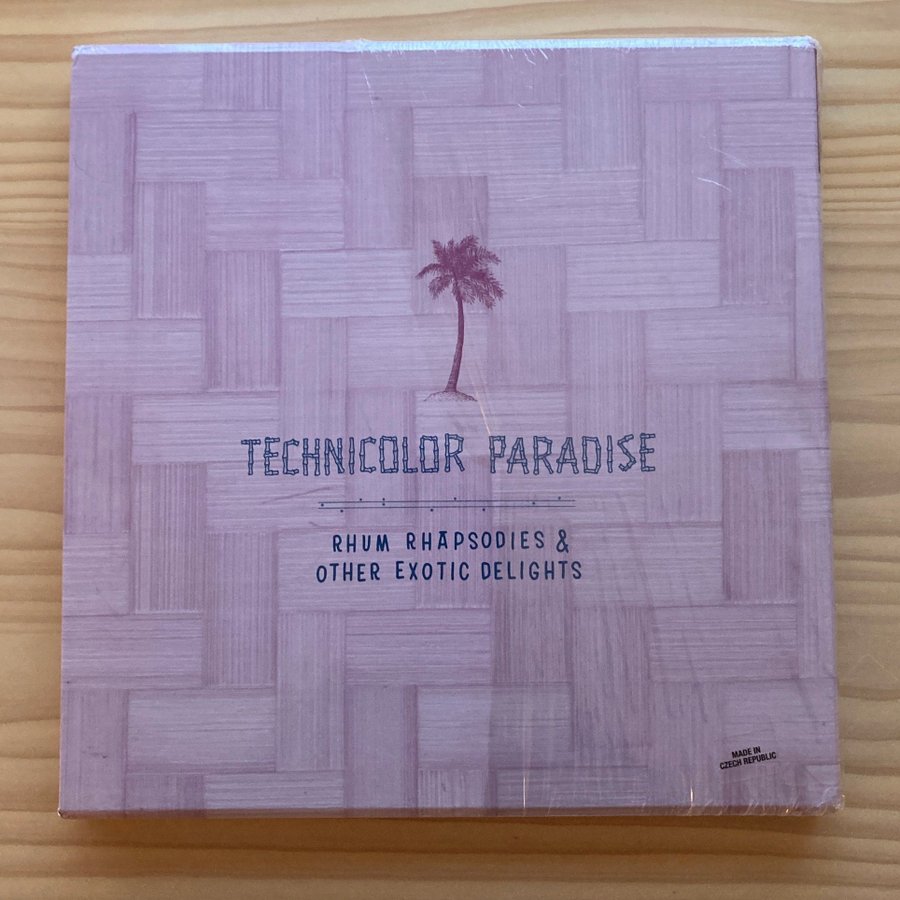 TECHNICOLOR PARADISE
RHUM RHAPSODIES &
OTHER EXOTIC DELIGHTS
MADE IN
CZECH REPUBLIC